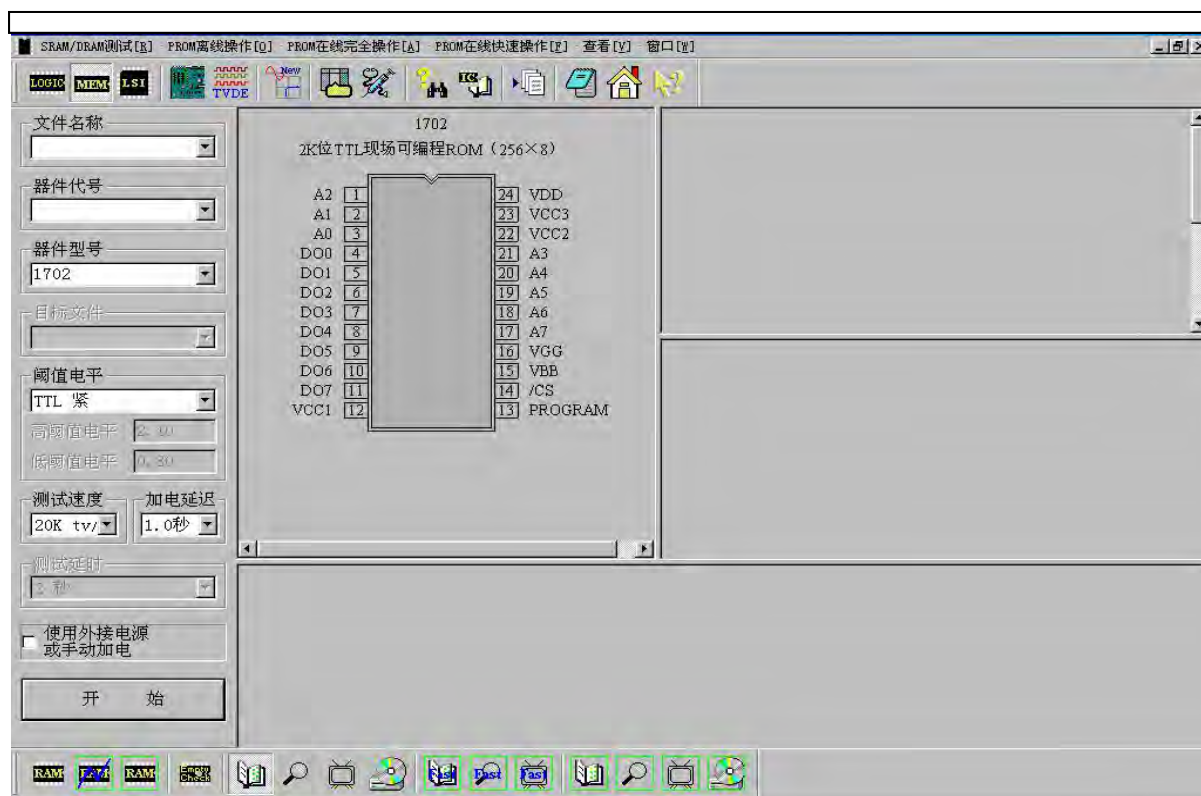 SRAM/DRAM测试[R] PROM离线操作[O] PROM在线完全操作[A] PROM在线快速操作[F] 查看[V] 窗口[W]
LOGIC MEM LSI TVDE New IC
文件名称
器件代号
器件型号
1702
目标文件
阈值电平
TTL 紧
高阈值电平 2.00
低阈值电平 0.80
测试速度 加电延迟
20K tv/ 1.0秒
测试延时
2 秒
使用外接电源
或手动加电
开 始
1702
2K位TTL现场可编程ROM（256×8）
A2 1 24 VDD
A1 2 23 VCC3
A0 3 22 VCC2
DO0 4 21 A3
DO1 5 20 A4
DO2 6 19 A5
DO3 7 18 A6
DO4 8 17 A7
DO5 9 16 VGG
DO6 10 15 VBB
DO7 11 14 /CS
VCC1 12 13 PROGRAM
RAM RAM RAM Empty Check Fast Fast Fast